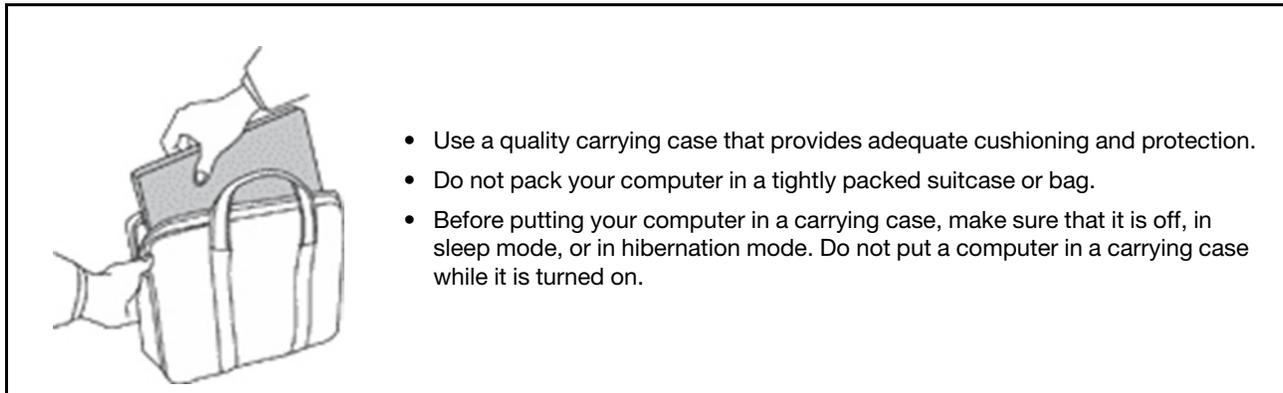 • Use a quality carrying case that provides adequate cushioning and protection.
• Do not pack your computer in a tightly packed suitcase or bag.
• Before putting your computer in a carrying case, make sure that it is off, in
sleep mode, or in hibernation mode. Do not put a computer in a carrying case
while it is turned on.